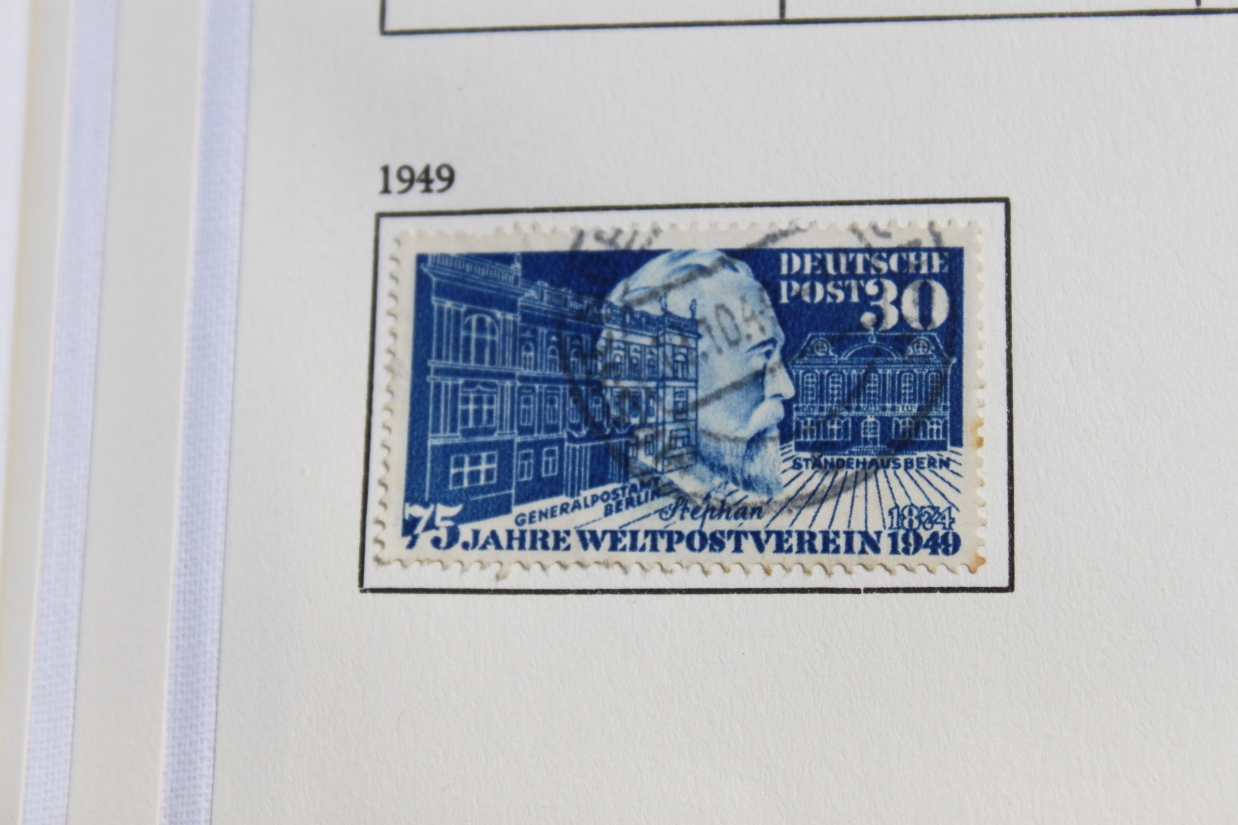 1949
DEUTSCHE
POST 30
STÄNDEHAUS BERN
GENERALPOSTAMT
BERLIN
Stephan
1874
75 JAHRE WELTPOSTVEREIN 1949